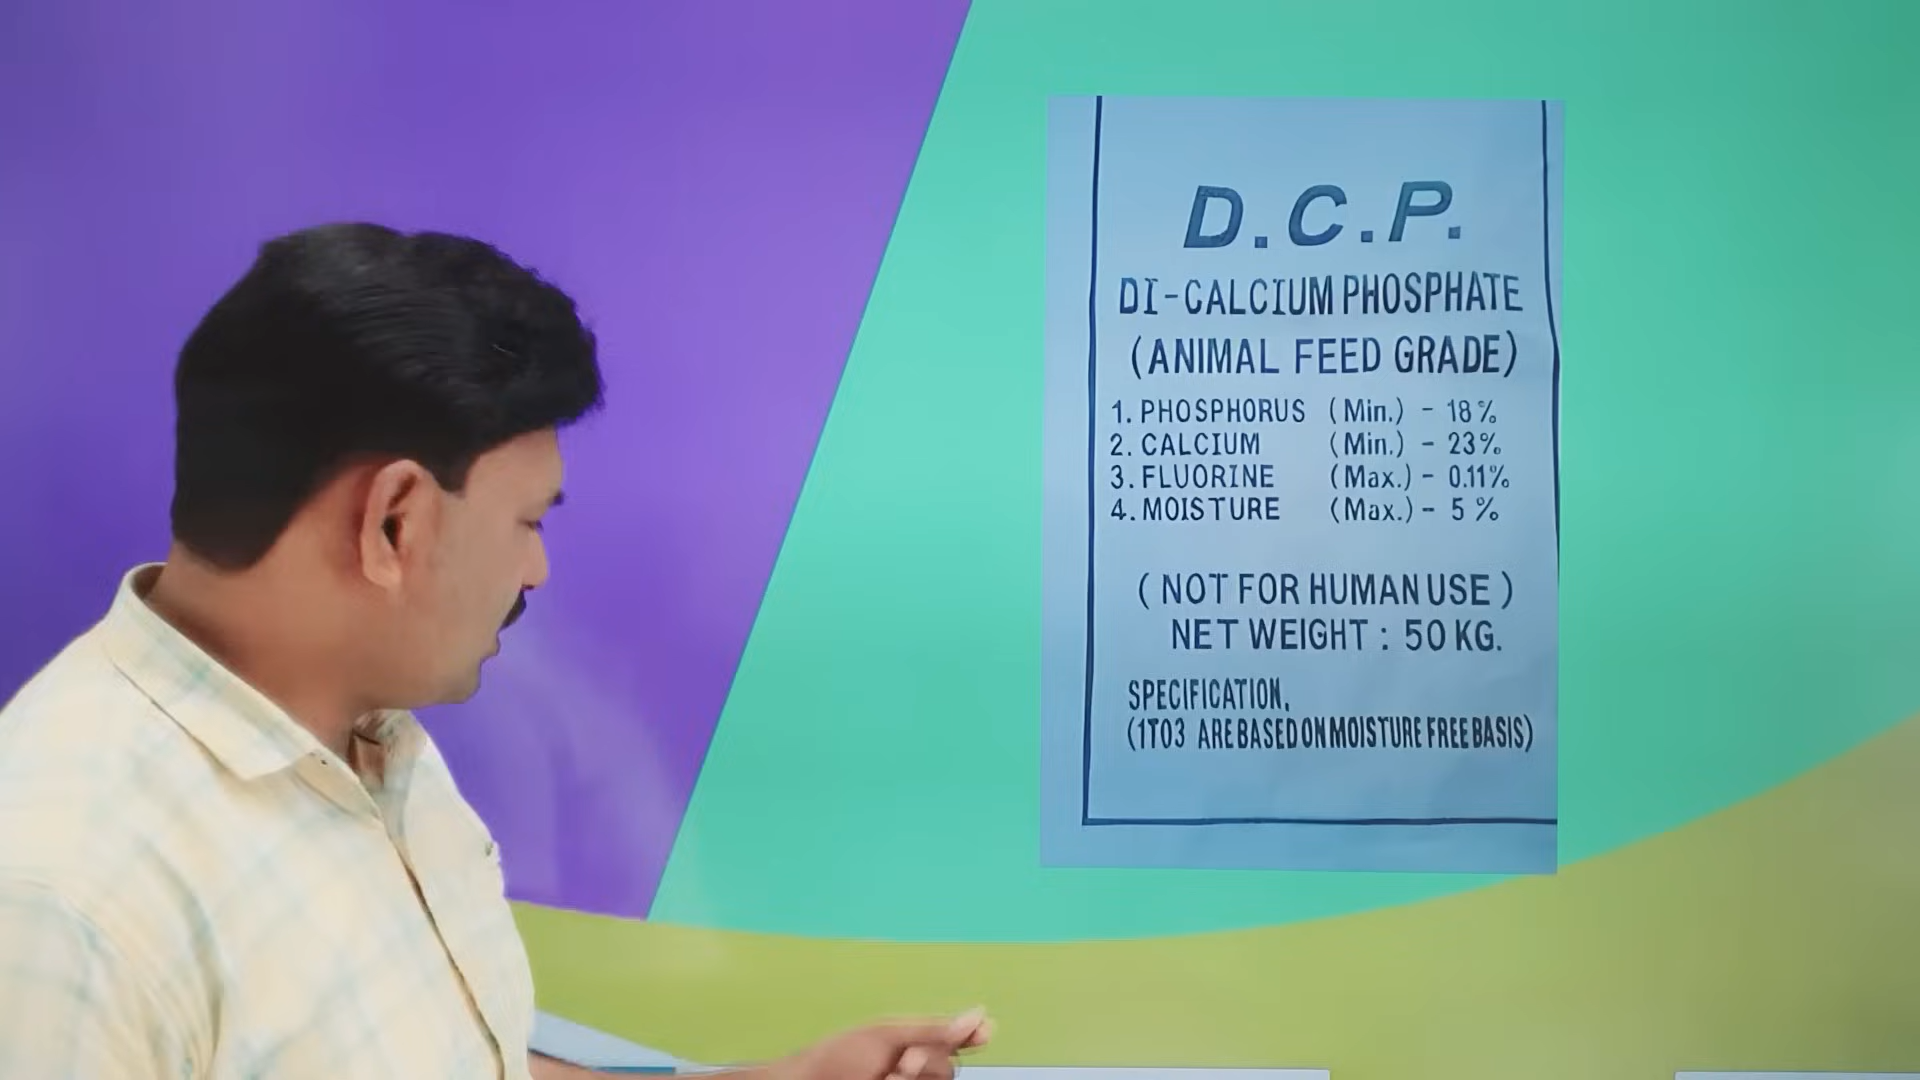 D.C.P.
DI-CALCIUM PHOSPHATE
(ANIMAL FEED GRADE)
1. PHOSPHORUS (Min.) - 18%
2. CALCIUM (Min.) - 23%
3. FLUORINE (Max.) - 0.11%
4. MOISTURE (Max.) - 5 %
( NOT FOR HUMAN USE )
NET WEIGHT : 50 KG.
SPECIFICATION,
(1TO3 ARE BASED ON MOISTURE FREE BASIS)